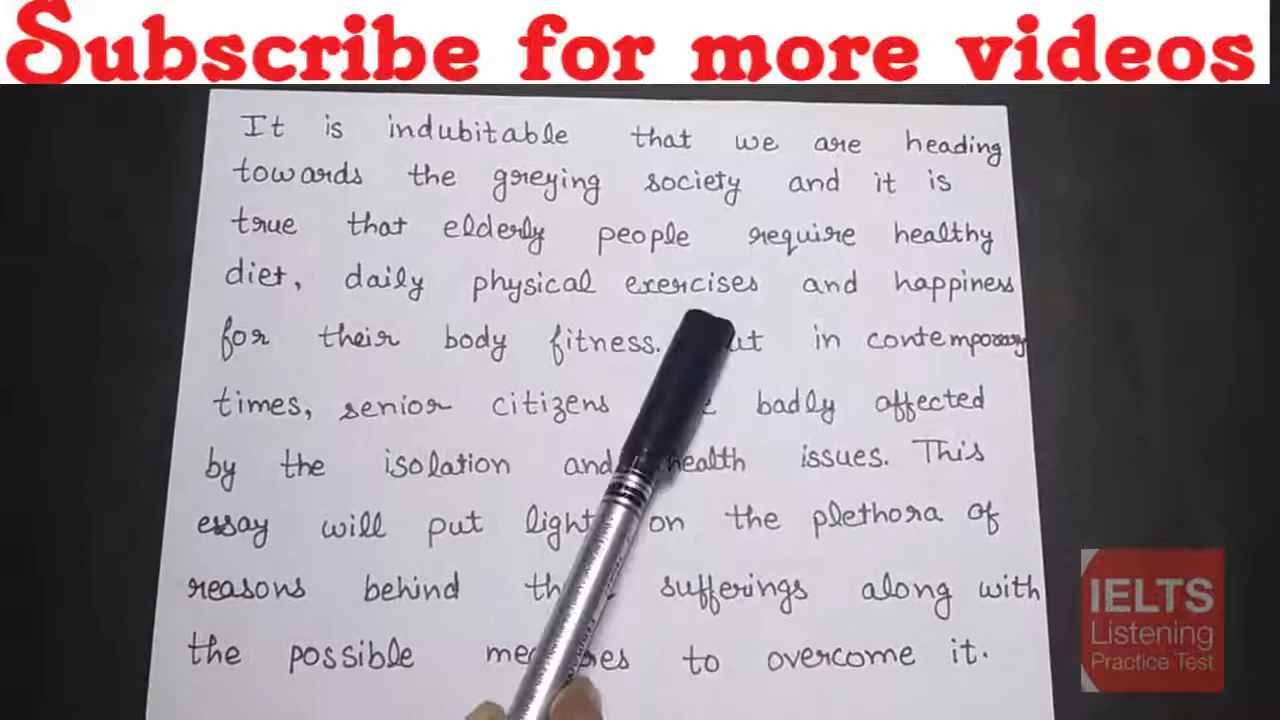 Subscribe for more videos
It is indubitable that we are heading
towards the greying society and it is
true that elderly people require healthy
diet, daily physical exercises and happiness
for their body fitness. in contemporary
times, senior citizens badly affected
by the isolation and health issues. This
essay will put light on the plethora of
reasons behind sufferings along with
the possible to overcome it.
IELTS
Listening
Practice Test